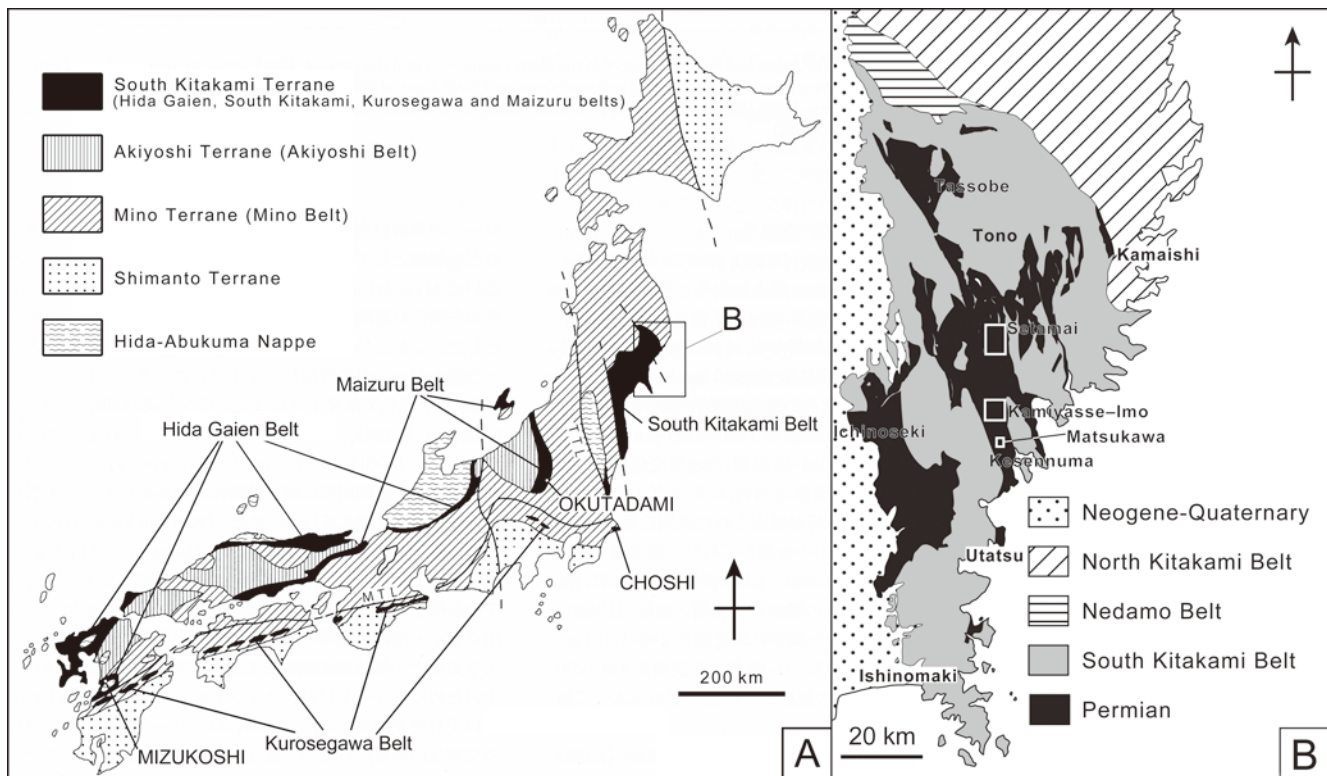 South Kitakami Terrane
(Hida Gaien, South Kitakami, Kurosegawa and Maizuru belts)
Akiyoshi Terrane (Akiyoshi Belt)
Mino Terrane (Mino Belt)
Shimanto Terrane
Hida-Abukuma Nappe
B
Maizuru Belt
Hida Gaien Belt
South Kitakami Belt
OKUTADAMI
CHOSHI
MTL
200 km
Kurosegawa Belt
MIZUKOSHI
A
Tassobe
Tono
Kamaishi
Setamai
Kamiyasse–Imo
Ichinoseki
Matsukawa
Kesennuma
Utatsu
Ishinomaki
Neogene-Quaternary
North Kitakami Belt
Nedamo Belt
South Kitakami Belt
Permian
20 km
B